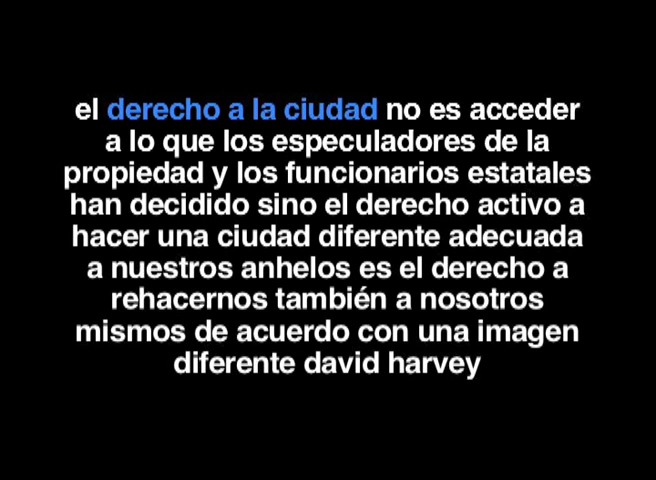 el derecho a la ciudad no es acceder
a lo que los especuladores de la
propiedad y los funcionarios estatales
han decidido sino el derecho activo a
hacer una ciudad diferente adecuada
a nuestros anhelos es el derecho a
rehacernos también a nosotros
mismos de acuerdo con una imagen
diferente david harvey